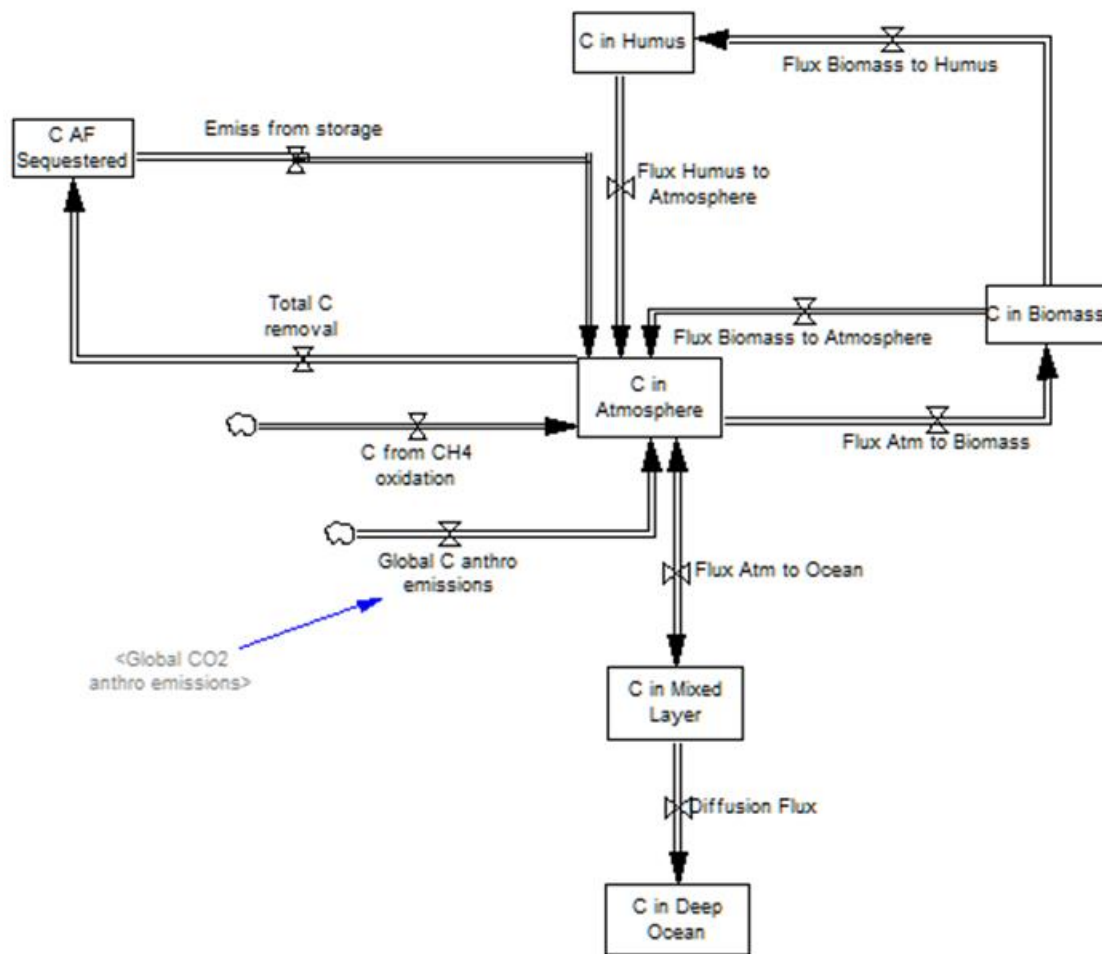 C in Humus
Flux Biomass to Humus
C AF
Sequestered
Emiss from storage
Flux Humus to
Atmosphere
Total C
removal
C in Biomass
Flux Biomass to Atmosphere
C in
Atmosphere
Flux Atm to Biomass
C from CH4
oxidation
Global C anthro
emissions
Flux Atm to Ocean
<Global CO2
anthro emissions>
C in Mixed
Layer
Diffusion Flux
C in Deep
Ocean